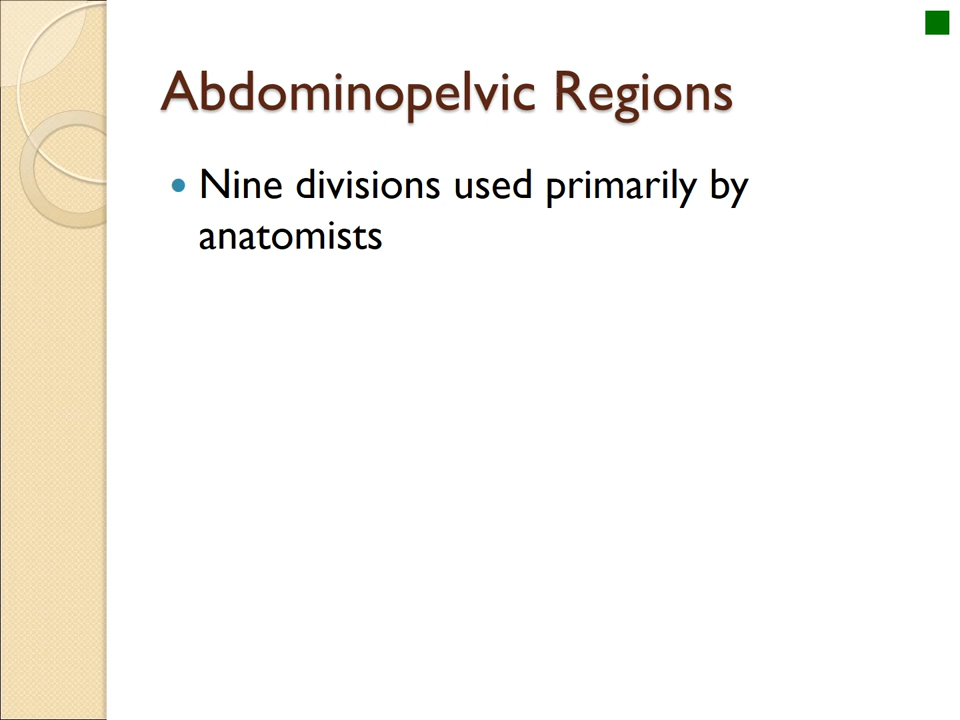 Abdominopelvic Regions
• Nine divisions used primarily by
anatomists